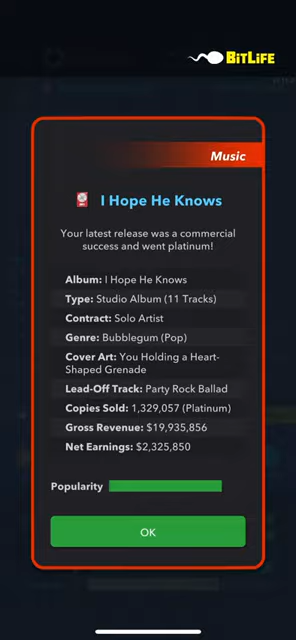 BitLife
Music
I Hope He Knows
Your latest release was a commercial
success and went platinum!
Album: I Hope He Knows
Type: Studio Album (11 Tracks)
Contract: Solo Artist
Genre: Bubblegum (Pop)
Cover Art: You Holding a Heart-
Shaped Grenade
Lead-Off Track: Party Rock Ballad
Copies Sold: 1,329,057 (Platinum)
Gross Revenue: $19,935,856
Net Earnings: $2,325,850
Popularity
OK